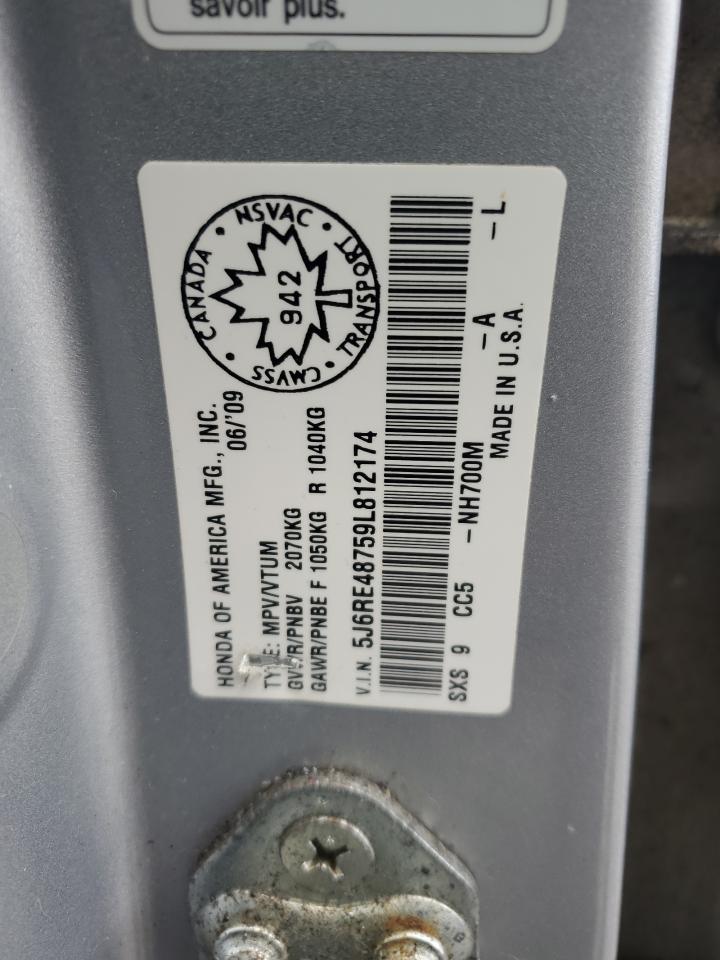 savoir plus.
HONDA OF AMERICA MFG., INC.
06/'09
TYPE: MPV/VTUM
GVWR/PNBV 2070KG
GAWR/PNBE F 1050KG R 1040KG
V.I.N. 5J6RE48759L812174
SXS 9 CC5 -NH700M -A -L
MADE IN U.S.A.
CANADA • NSVAC • TRANSPORT • CMVSS •
942